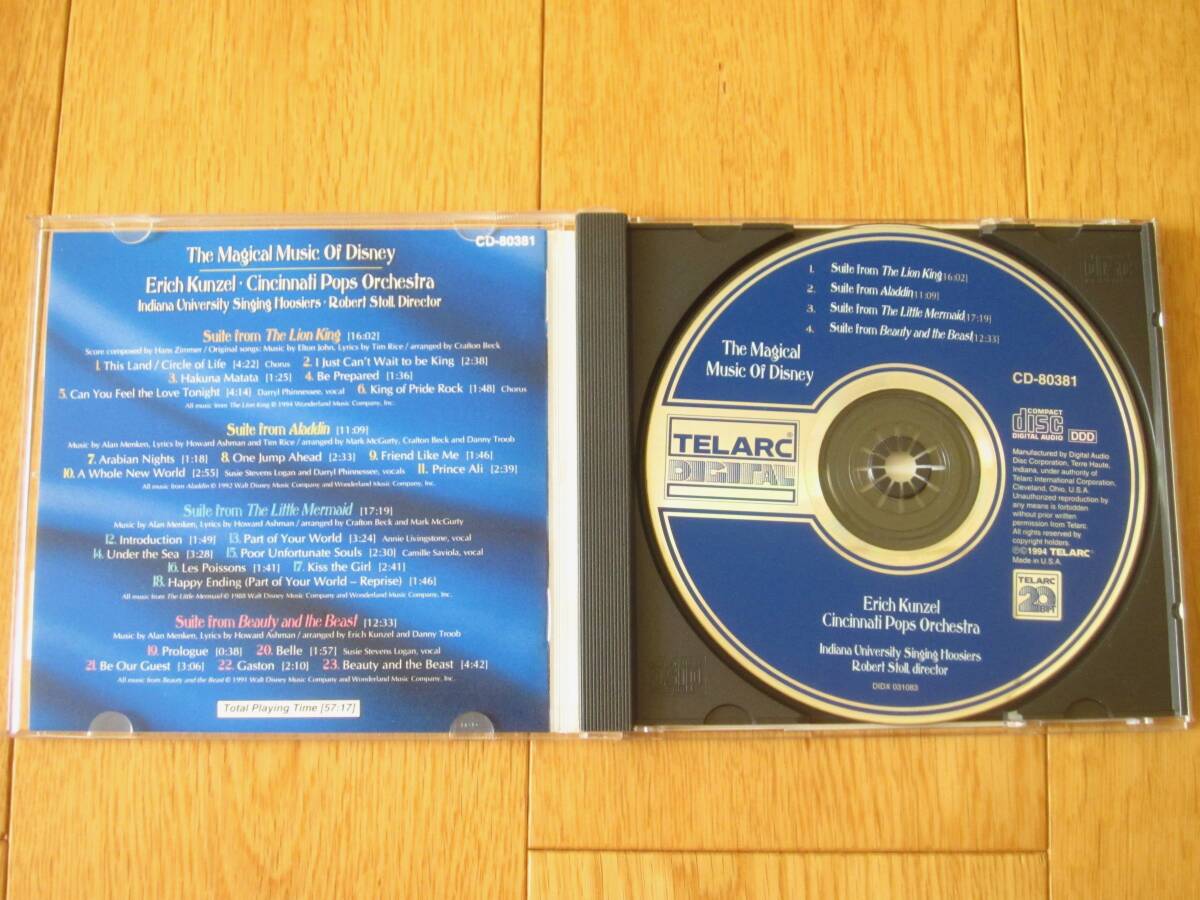 CD-80381
The Magical Music Of Disney
Erich Kunzel · Cincinnati Pops Orchestra
Indiana University Singing Hoosiers · Robert Stoll, Director
Suite from The Lion King [16:02]
Score composed by Hans Zimmer / Original songs: Music by Elton John, Lyrics by Tim Rice / arranged by Crafton Beck
1. This Land / Circle of Life [4:22] Chorus 2. I Just Can't Wait to be King [2:38]
3. Hakuna Matata [1:25] 4. Be Prepared [1:36]
5. Can You Feel the Love Tonight [4:14] Darryl Phinnessee, vocal 6. King of Pride Rock [1:48] Chorus
All music from The Lion King © 1994 Wonderland Music Company, Inc.
Suite from Aladdin [11:09]
Music by Alan Menken, Lyrics by Howard Ashman and Tim Rice / arranged by Mark McGurty, Crafton Beck and Danny Troob
7. Arabian Nights [1:18] 8. One Jump Ahead [2:33] 9. Friend Like Me [1:46]
10. A Whole New World [2:55] Susie Stevens Logan and Darryl Phinnessee, vocals 11. Prince Ali [2:39]
All music from Aladdin © 1992 Walt Disney Music Company and Wonderland Music Company, Inc.
Suite from The Little Mermaid [17:19]
Music by Alan Menken, Lyrics by Howard Ashman / arranged by Crafton Beck and Mark McGurty
12. Introduction [1:49] 13. Part of Your World [3:24] Annie Livingstone, vocal
14. Under the Sea [3:28] 15. Poor Unfortunate Souls [2:30] Camille Saviola, vocal
16. Les Poissons [1:41] 17. Kiss the Girl [2:41]
18. Happy Ending (Part of Your World – Reprise) [1:46]
All music from The Little Mermaid © 1988 Walt Disney Music Company and Wonderland Music Company, Inc.
Suite from Beauty and the Beast [12:33]
Music by Alan Menken, Lyrics by Howard Ashman / arranged by Erich Kunzel and Danny Troob
19. Prologue [0:38] 20. Belle [1:57] Susie Stevens Logan, vocal
21. Be Our Guest [3:06] 22. Gaston [2:10] 23. Beauty and the Beast [4:42]
All music from Beauty and the Beast © 1991 Walt Disney Music Company and Wonderland Music Company, Inc.
Total Playing Time [57:17]
1. Suite from The Lion King [16:02]
2. Suite from Aladdin [11:09]
3. Suite from The Little Mermaid [17:19]
4. Suite from Beauty and the Beast [12:33]
The Magical
Music Of Disney
CD-80381
TELARC®
DIGITAL
COMPACT
disc
DIGITAL AUDIO
DDD
Manufactured by Digital Audio
Disc Corporation, Terre Haute,
Indiana, under authority of
Telarc International Corporation,
Cleveland, Ohio, U.S.A.
Unauthorized reproduction by
any means is forbidden
without prior written
permission from Telarc.
All rights reserved by
copyright holders.
℗©1994 TELARC®
Made in U.S.A.
TELARC
20
BIT
Erich Kunzel
Cincinnati Pops Orchestra
Indiana University Singing Hoosiers
Robert Stoll, director
DIDX 031083